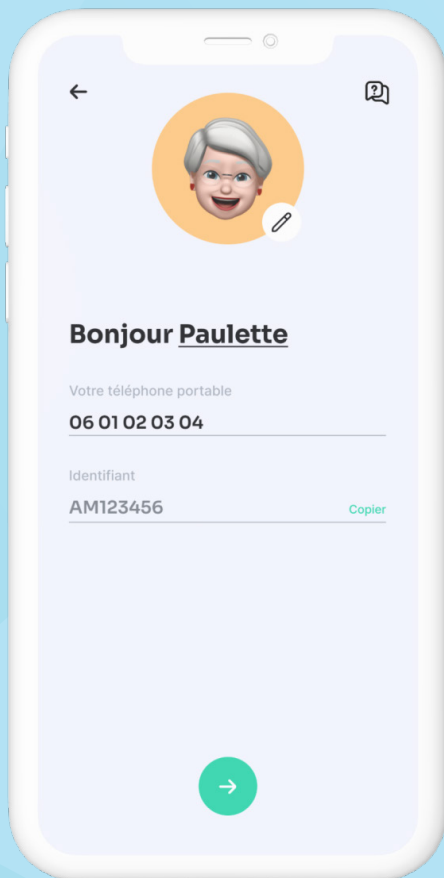 Bonjour Paulette
Votre téléphone portable
06 01 02 03 04
Identifiant
AM123456 Copier